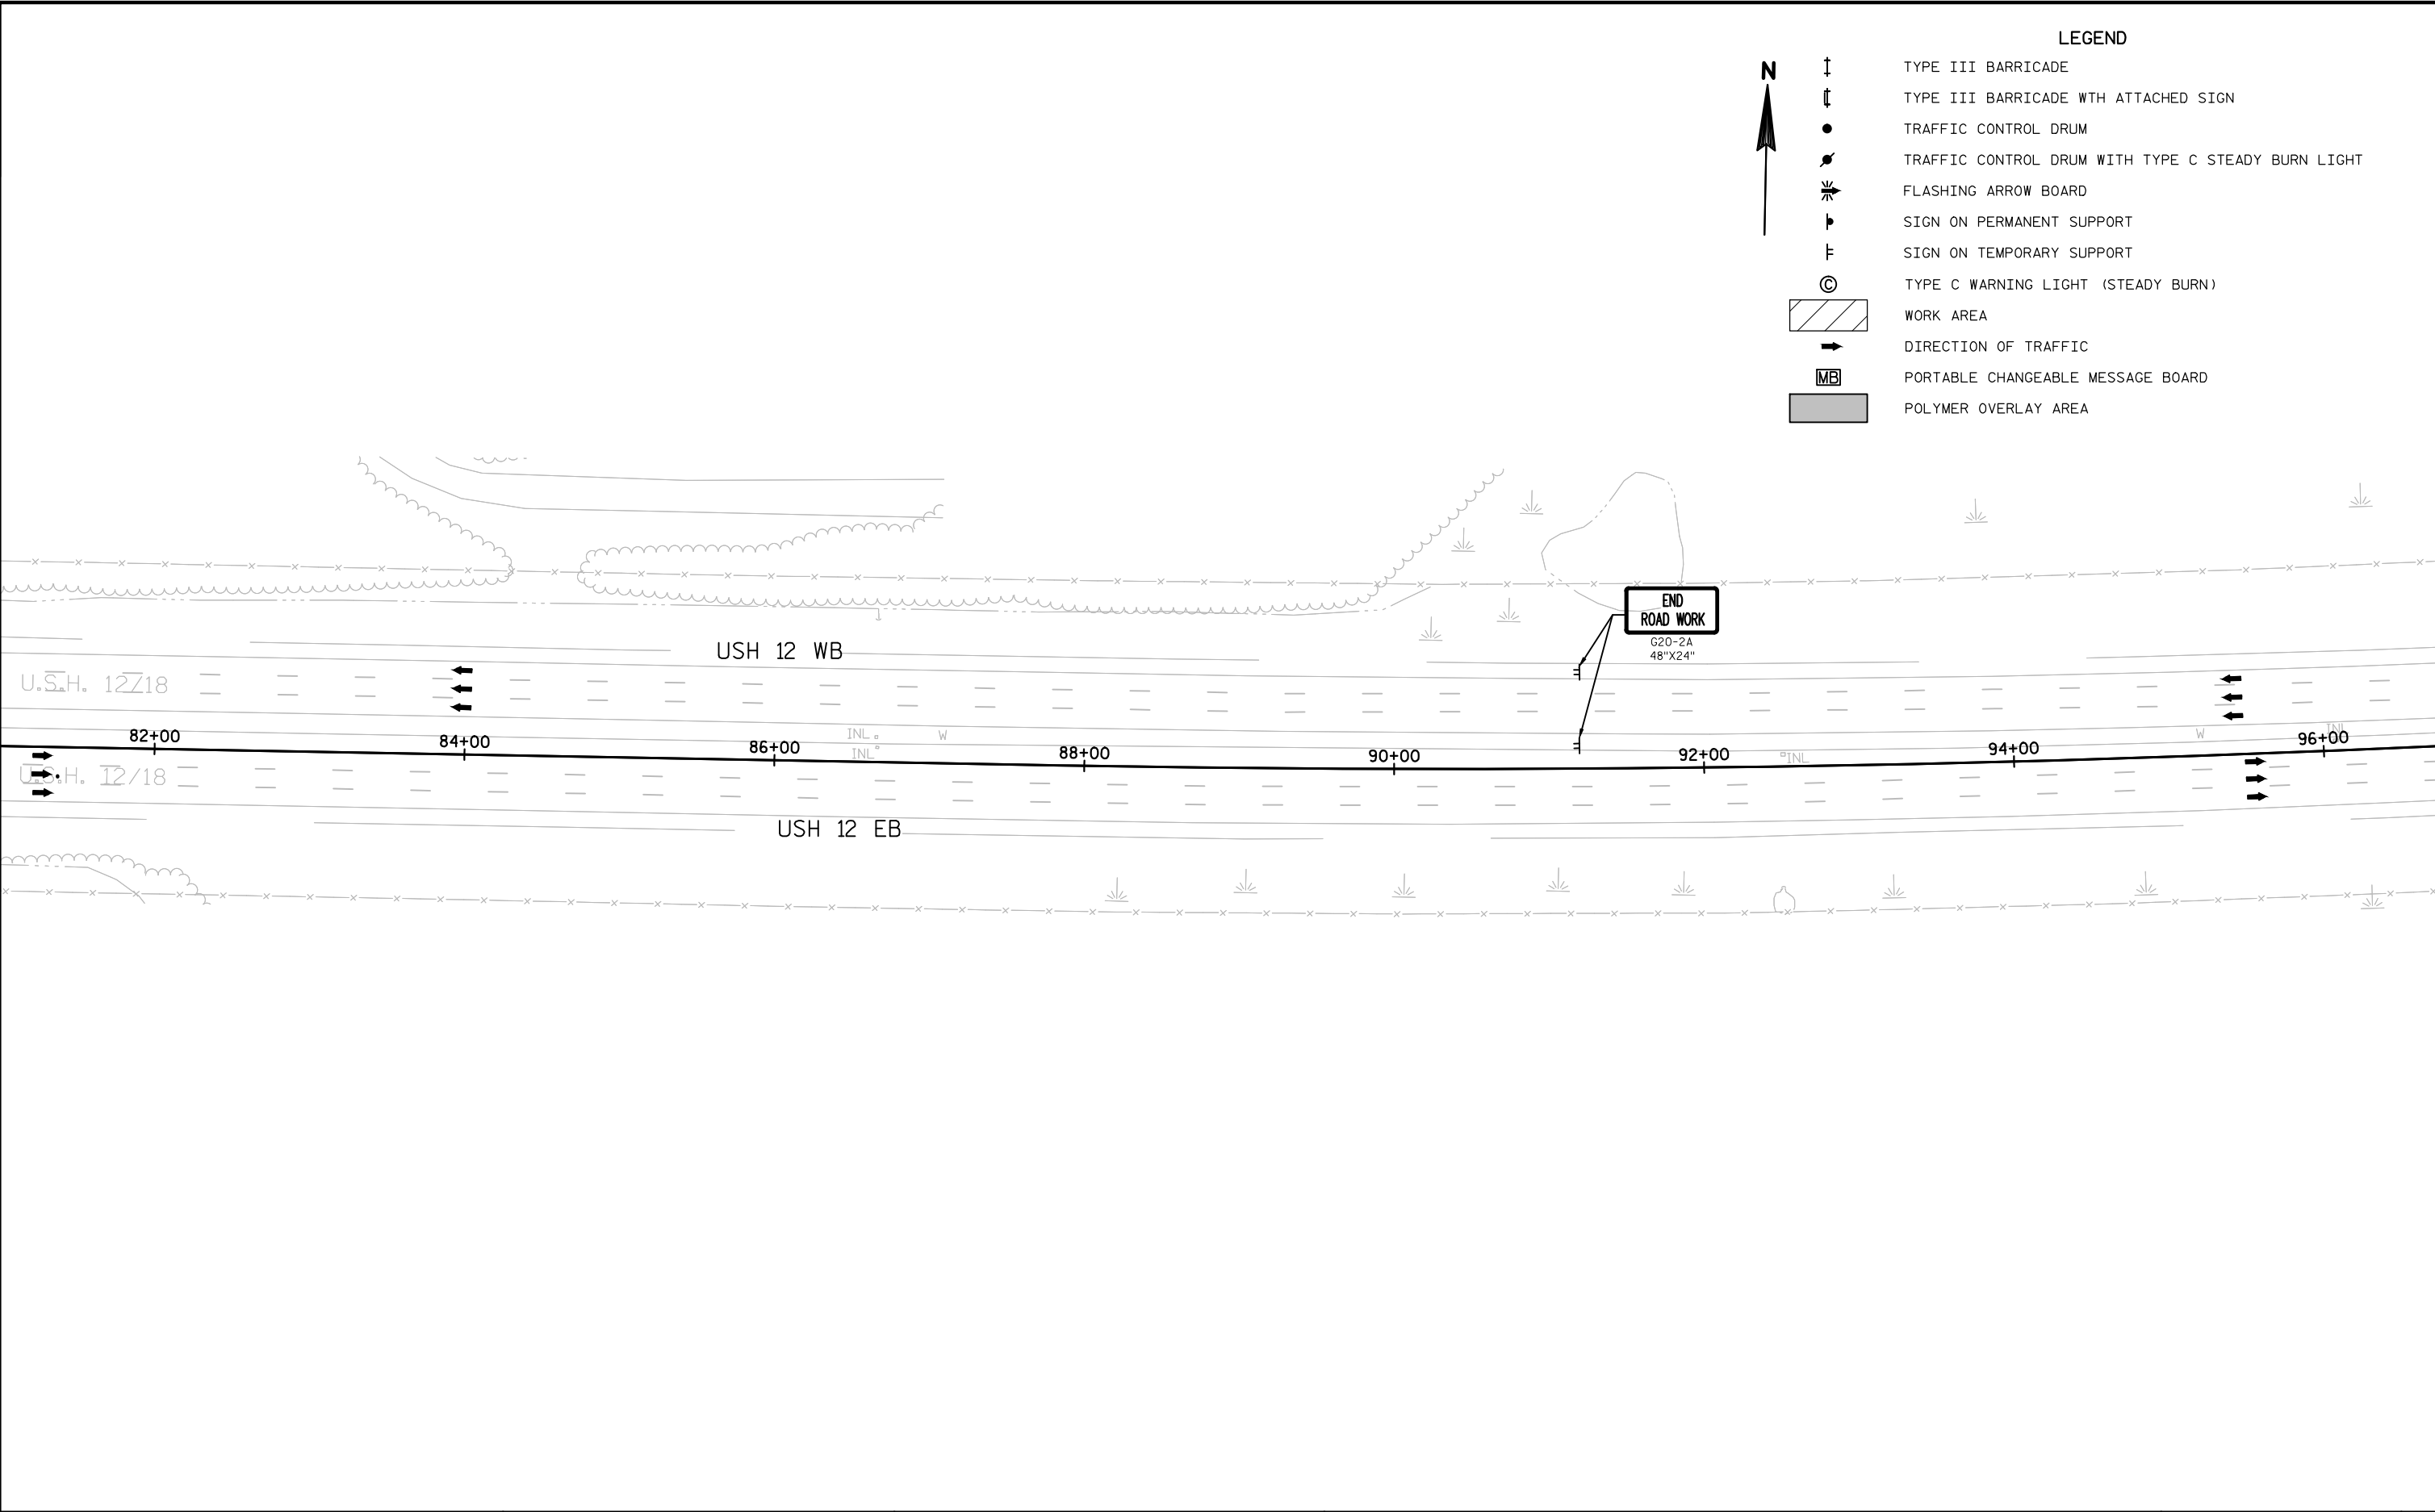 LEGEND
N
TYPE III BARRICADE
TYPE III BARRICADE WTH ATTACHED SIGN
TRAFFIC CONTROL DRUM
TRAFFIC CONTROL DRUM WITH TYPE C STEADY BURN LIGHT
FLASHING ARROW BOARD
SIGN ON PERMANENT SUPPORT
SIGN ON TEMPORARY SUPPORT
C TYPE C WARNING LIGHT (STEADY BURN)
WORK AREA
DIRECTION OF TRAFFIC
MB PORTABLE CHANGEABLE MESSAGE BOARD
POLYMER OVERLAY AREA
END
ROAD WORK
G20-2A
48"X24"
USH 12 WB
U.S.H. 12/18
INL W W INL
82+00 84+00 86+00 88+00 90+00 92+00 94+00 96+00
INL INL
U.S.H. 12/18
USH 12 EB